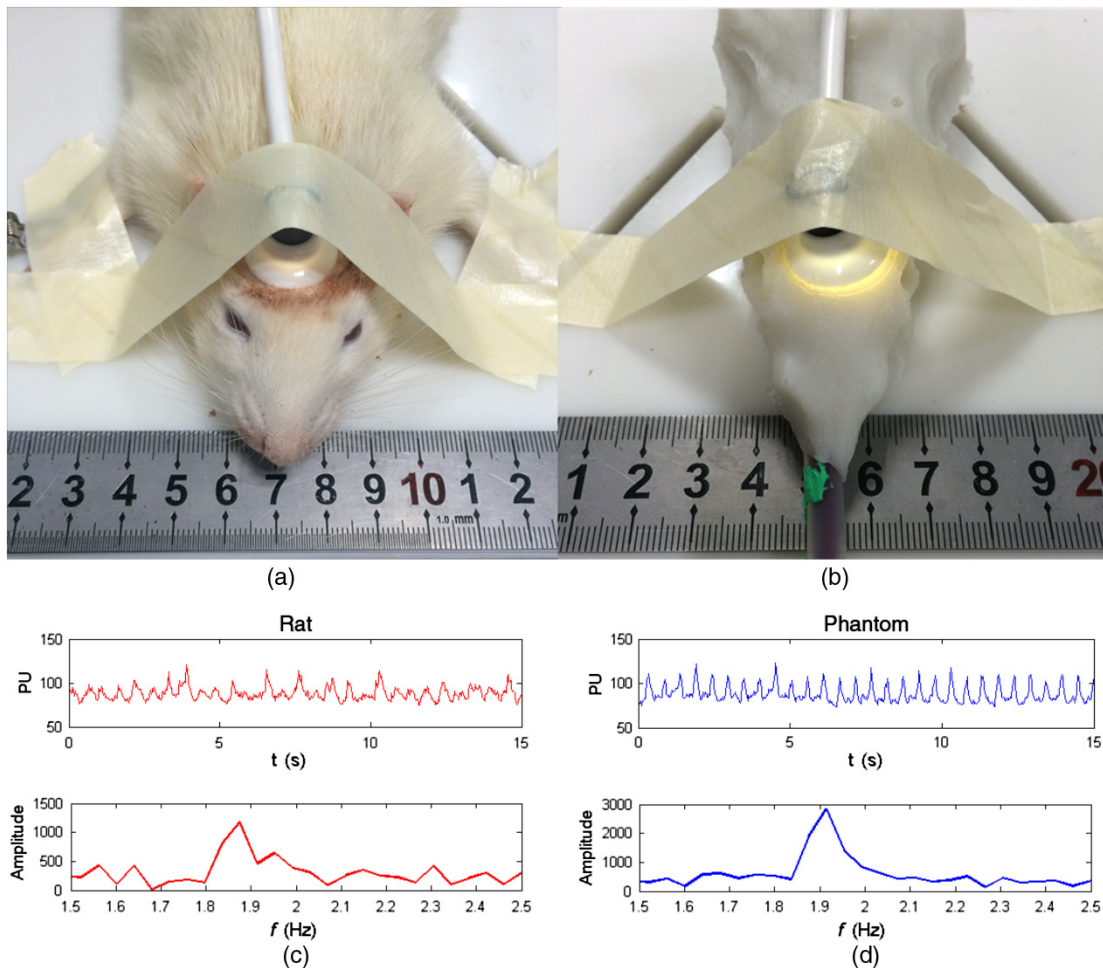 2 3 4 5 6 7 8 9 10 1 2
1.0 mm
1 2 3 4 6 7 8 9 20
m
(a)
(b)
Rat
150
100
50
PU
0 5 10 15
t (s)
1500
1000
500
0
Amplitude
1.5 1.6 1.7 1.8 1.9 2 2.1 2.2 2.3 2.4 2.5
f (Hz)
(c)
Phantom
150
100
50
PU
0 5 10 15
t (s)
3000
2000
1000
0
Amplitude
1.5 1.6 1.7 1.8 1.9 2 2.1 2.2 2.3 2.4 2.5
f (Hz)
(d)